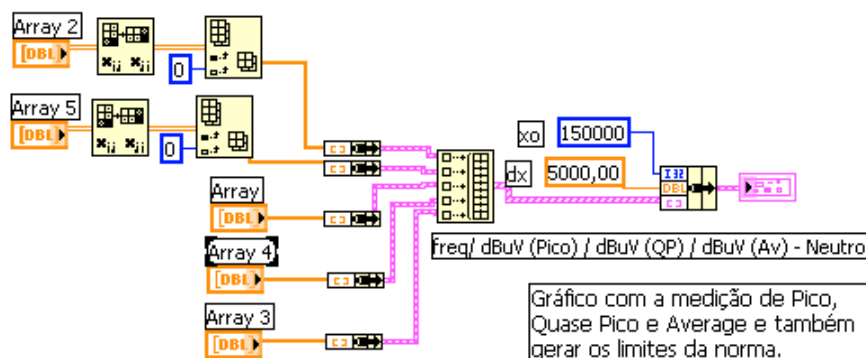 Array 2
[DBL]
0
Array 5
[DBL]
0
Array
[DBL]
Array 4
[DBL]
Array 3
[DBL]
xo
150000
dx
5000,00
I32
DBL
freq/ dBuV (Pico) / dBuV (QP) / dBuV (Av) - Neutro
Gráfico com a medição de Pico,
Quase Pico e Average e também
gerar os limites da norma.